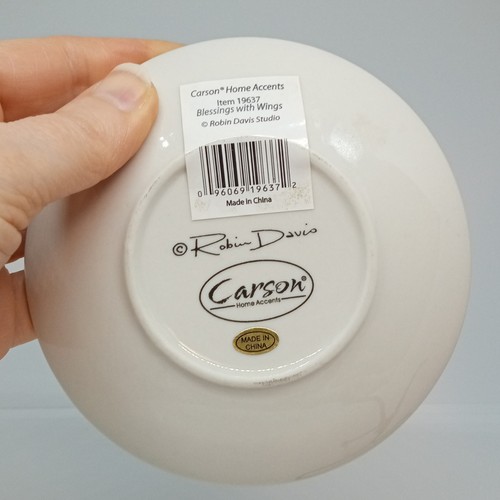 Carson® Home Accents
Item 19637
Blessings with Wings
© Robin Davis Studio
0 96069 19637 2
Made in China
© Robin Davis
Carson®
Home Accents
MADE IN
CHINA